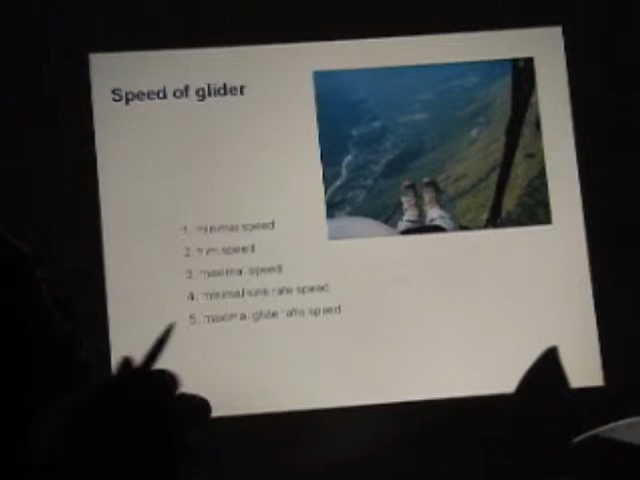 Speed of glider
1. minimal speed
2. trim speed
3. maximal speed
4. minimal sink rate speed
5. maximal glide ratio speed